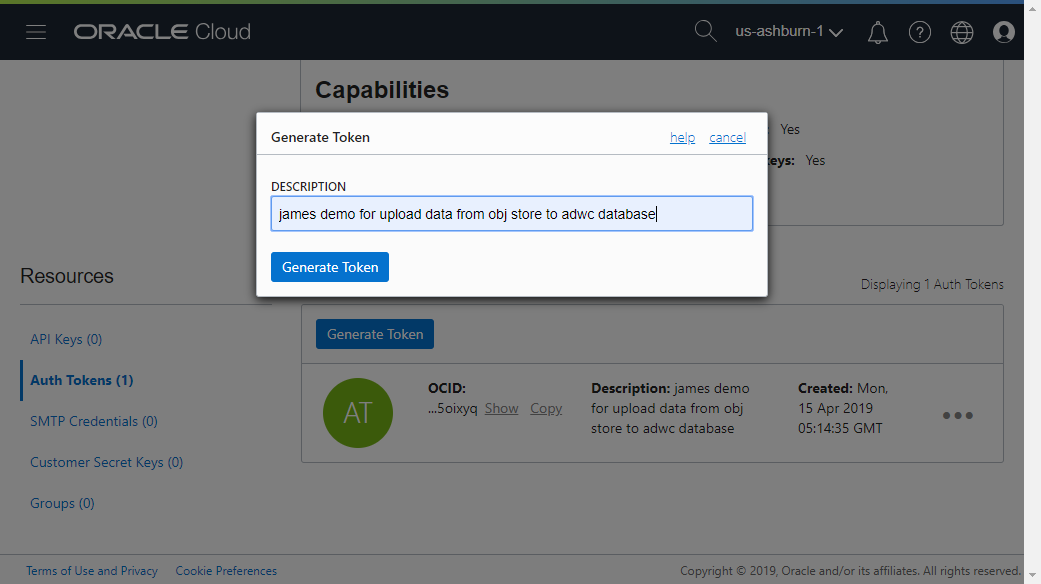 ORACLE Cloud
us-ashburn-1
Capabilities
Yes
eys: Yes
Generate Token
help cancel
DESCRIPTION
james demo for upload data from obj store to adwc database
Generate Token
Resources
Displaying 1 Auth Tokens
API Keys (0)
Auth Tokens (1)
SMTP Credentials (0)
Customer Secret Keys (0)
Groups (0)
Generate Token
AT
OCID:
...5oixyq Show Copy
Description: james demo
for upload data from obj
store to adwc database
Created: Mon,
15 Apr 2019
05:14:35 GMT
Terms of Use and Privacy Cookie Preferences
Copyright © 2019, Oracle and/or its affiliates. All rights reserved.